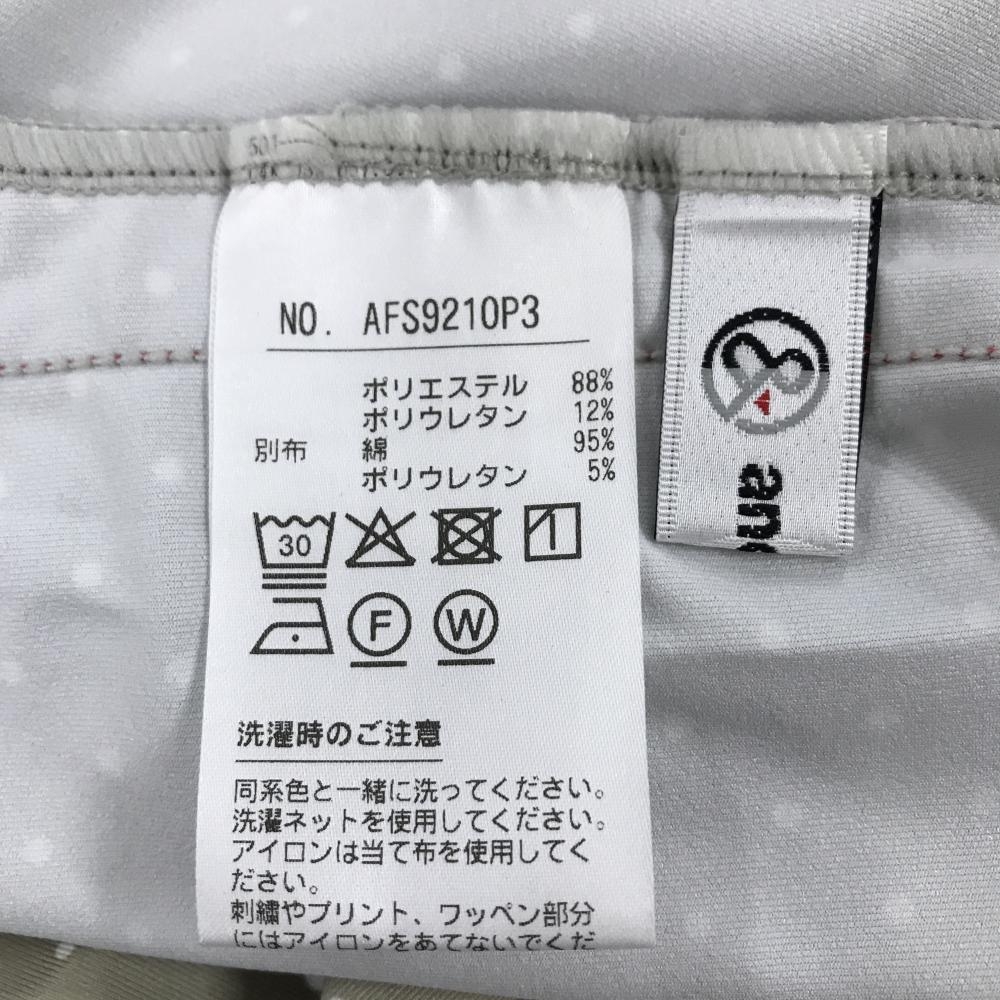 NO. AFS9210P3
ポリエステル 88%
ポリウレタン 12%
別布 綿 95%
ポリウレタン 5%
30
F W
洗濯時のご注意
同系色と一緒に洗ってください。
洗濯ネットを使用してください。
アイロンは当て布を使用してく
ださい。
刺繍やプリント、ワッペン部分
にはアイロンをあてないでくだ
an